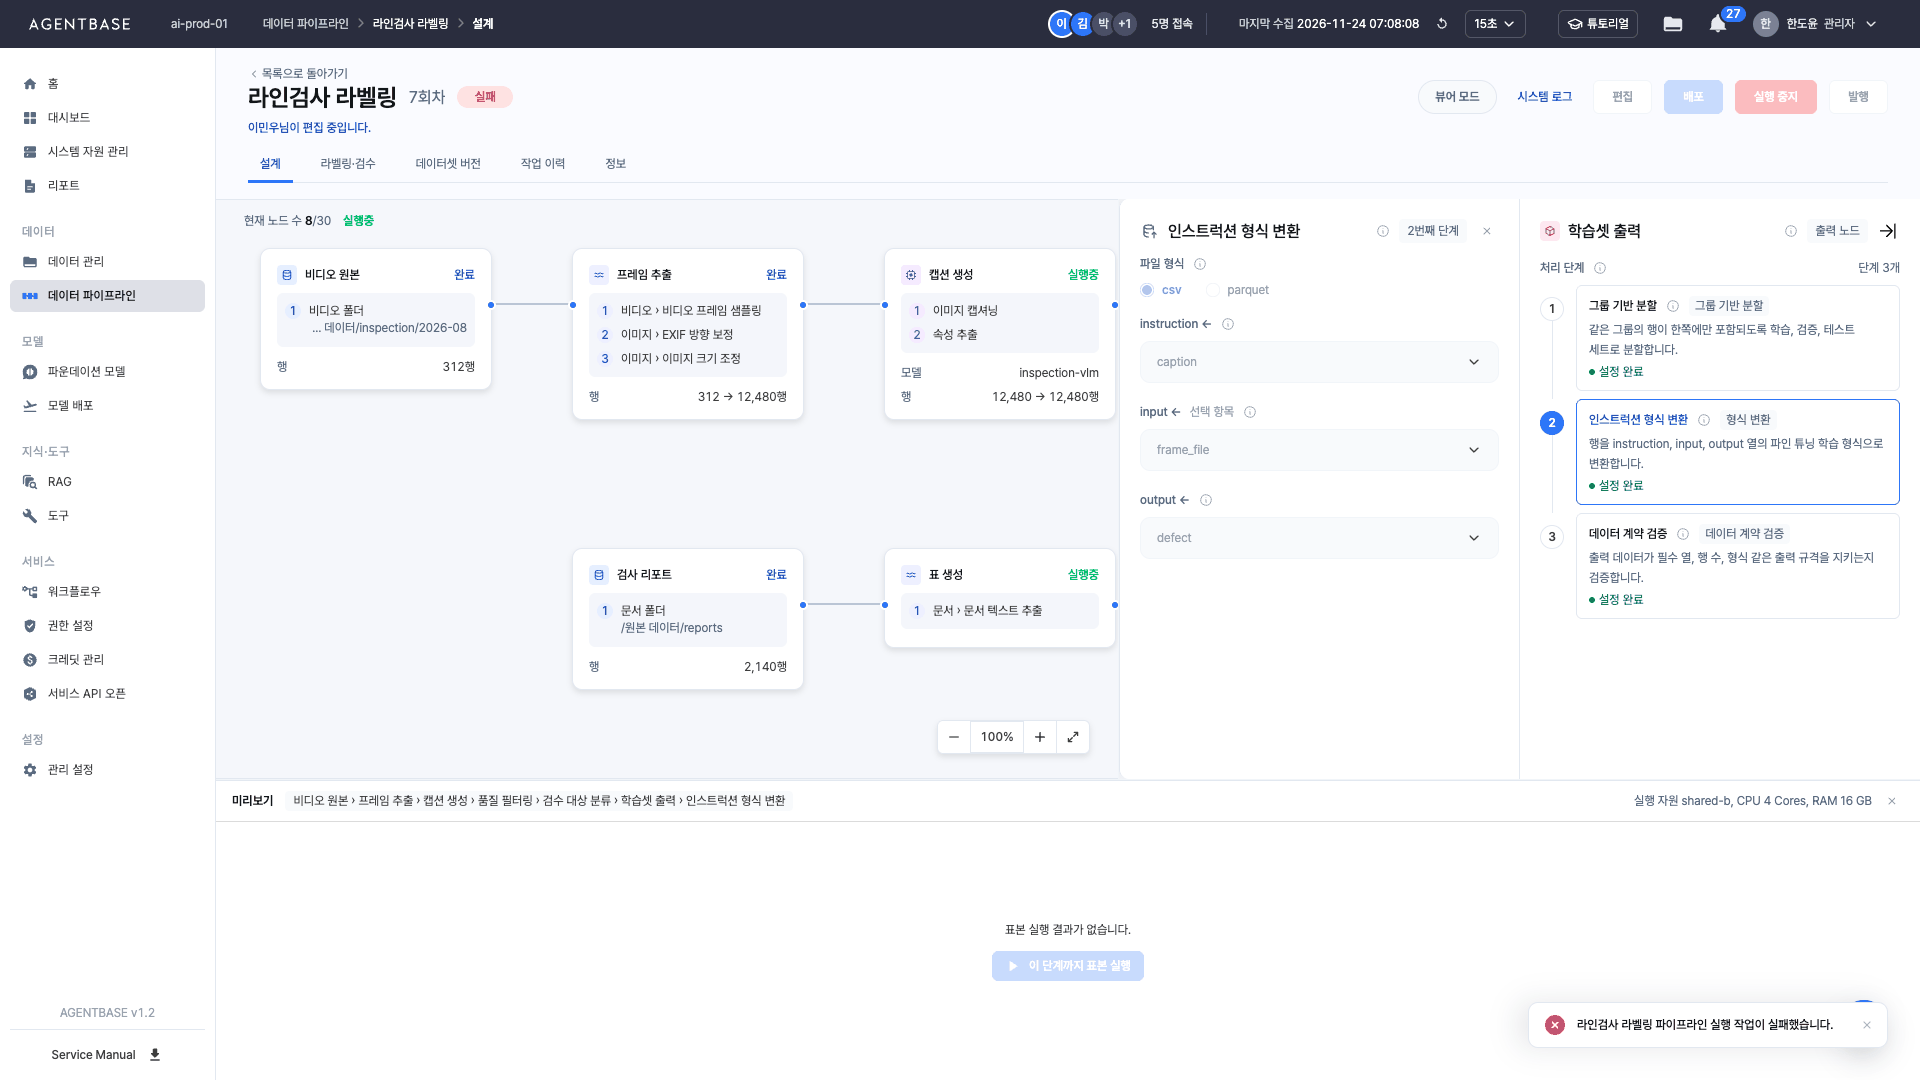 AGENTBASE
ai-prod-01
데이터 파이프라인 > 라인검사 라벨링 > 설계
이 김 박 +1 5명 접속
마지막 수집 2026-11-24 07:08:08
15초
튜토리얼
27
한 한도윤 관리자
홈
대시보드
시스템 자원 관리
리포트
데이터
데이터 관리
데이터 파이프라인
모델
파운데이션 모델
모델 배포
지식·도구
RAG
도구
서비스
워크플로우
권한 설정
크레딧 관리
서비스 API 오픈
설정
관리 설정
AGENTBASE v1.2
Service Manual
목록으로 돌아가기
라인검사 라벨링 7회차 실패
이민우님이 편집 중입니다.
뷰어 모드
시스템 로그
편집
배포
실행 중지
발행
설계
라벨링·검수
데이터셋 버전
작업 이력
정보
현재 노드 수 8/30 실행중
비디오 원본 완료
1 비디오 폴더
... 데이터/inspection/2026-08
행 312행
프레임 추출 완료
1 비디오 › 비디오 프레임 샘플링
2 이미지 › EXIF 방향 보정
3 이미지 › 이미지 크기 조정
행 312 → 12,480행
캡션 생성 실행중
1 이미지 캡셔닝
2 속성 추출
모델 inspection-vlm
행 12,480 → 12,480행
검사 리포트 완료
1 문서 폴더
/원본 데이터/reports
행 2,140행
표 생성 실행중
1 문서 › 문서 텍스트 추출
100%
인스트럭션 형식 변환
2번째 단계
파일 형식
csv
parquet
instruction ←
caption
input ← 선택 항목
frame_file
output ←
defect
학습셋 출력
출력 노드
처리 단계
단계 3개
1 그룹 기반 분할 그룹 기반 분할
같은 그룹의 행이 한쪽에만 포함되도록 학습, 검증, 테스트
세트로 분할합니다.
설정 완료
2 인스트럭션 형식 변환 형식 변환
행을 instruction, input, output 열의 파인 튜닝 학습 형식으로
변환합니다.
설정 완료
3 데이터 계약 검증 데이터 계약 검증
출력 데이터가 필수 열, 행 수, 형식 같은 출력 규격을 지키는지
검증합니다.
설정 완료
미리보기
비디오 원본 › 프레임 추출 › 캡션 생성 › 품질 필터링 › 검수 대상 분류 › 학습셋 출력 › 인스트럭션 형식 변환
실행 자원 shared-b, CPU 4 Cores, RAM 16 GB
표본 실행 결과가 없습니다.
이 단계까지 표본 실행
라인검사 라벨링 파이프라인 실행 작업이 실패했습니다.